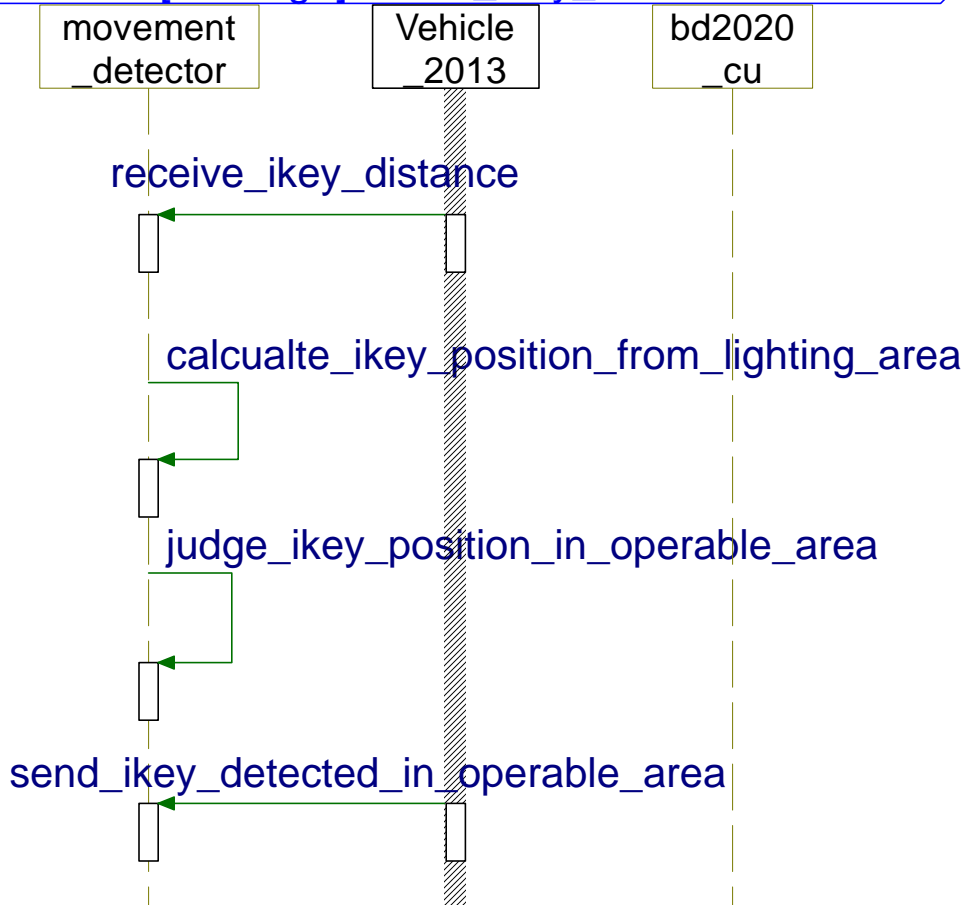 movement
_detector
Vehicle
_2013
bd2020
_cu
receive_ikey_distance
calcualte_ikey_position_from_lighting_area
judge_ikey_position_in_operable_area
send_ikey_detected_in_operable_area